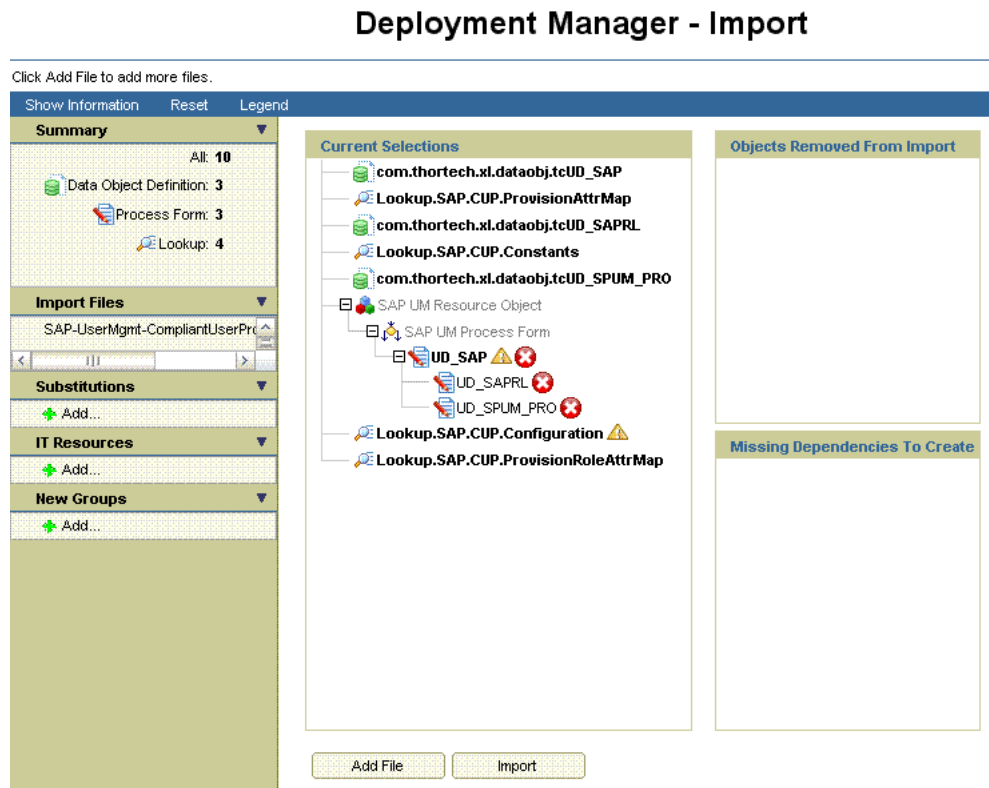 Deployment Manager - Import
Click Add File to add more files.
Show Information Reset Legend
Summary
All: 10
Data Object Definition: 3
Process Form: 3
Lookup: 4
Import Files
SAP-UserMgmt-CompliantUserPro
Substitutions
Add...
IT Resources
Add...
New Groups
Add...
Current Selections
com.thortech.xl.dataobj.tcUD_SAP
Lookup.SAP.CUP.ProvisionAttrMap
com.thortech.xl.dataobj.tcUD_SAPRL
Lookup.SAP.CUP.Constants
com.thortech.xl.dataobj.tcUD_SPUM_PRO
SAP UM Resource Object
SAP UM Process Form
UD_SAP
UD_SAPRL
UD_SPUM_PRO
Lookup.SAP.CUP.Configuration
Lookup.SAP.CUP.ProvisionRoleAttrMap
Objects Removed From Import
Missing Dependencies To Create
Add File
Import